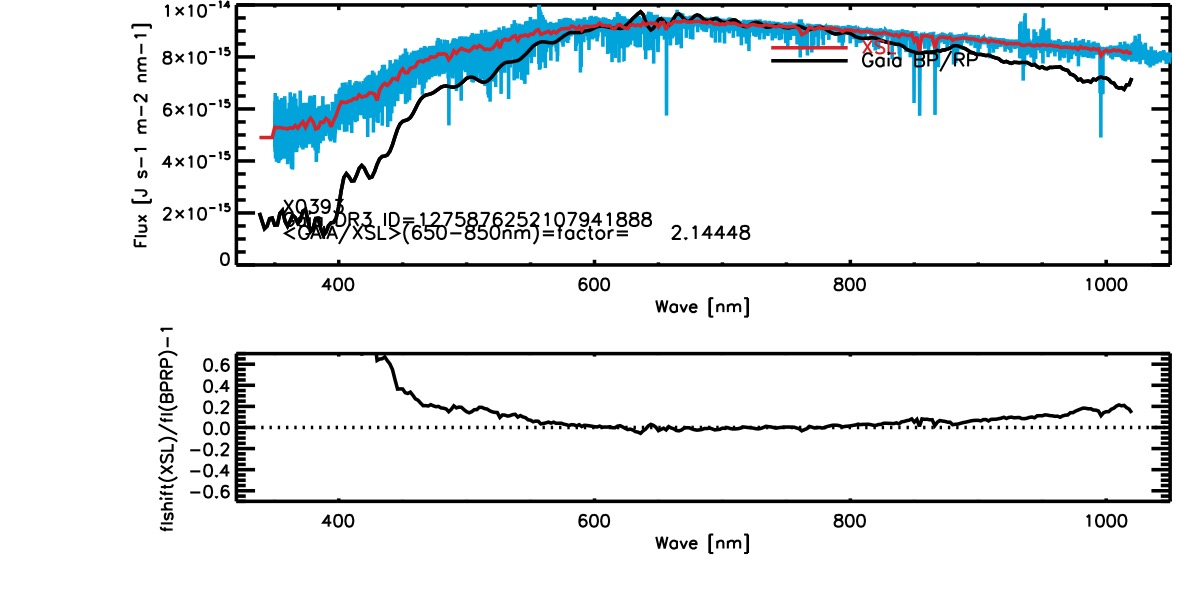 1×10−14
8×10−15
6×10−15
4×10−15
2×10−15
0
Flux [J s−1 m−2 nm−1]
XSL
Gaia BP/RP
X0393
Gaia DR3 ID=1275876252107941888
<GAIA/XSL>(650−850nm)=factor= 2.14448
400 600 800 1000
Wave [nm]
0.6
0.4
0.2
0.0
−0.2
−0.4
−0.6
flshift(XSL)/fl(BPRP)−1
400 600 800 1000
Wave [nm]